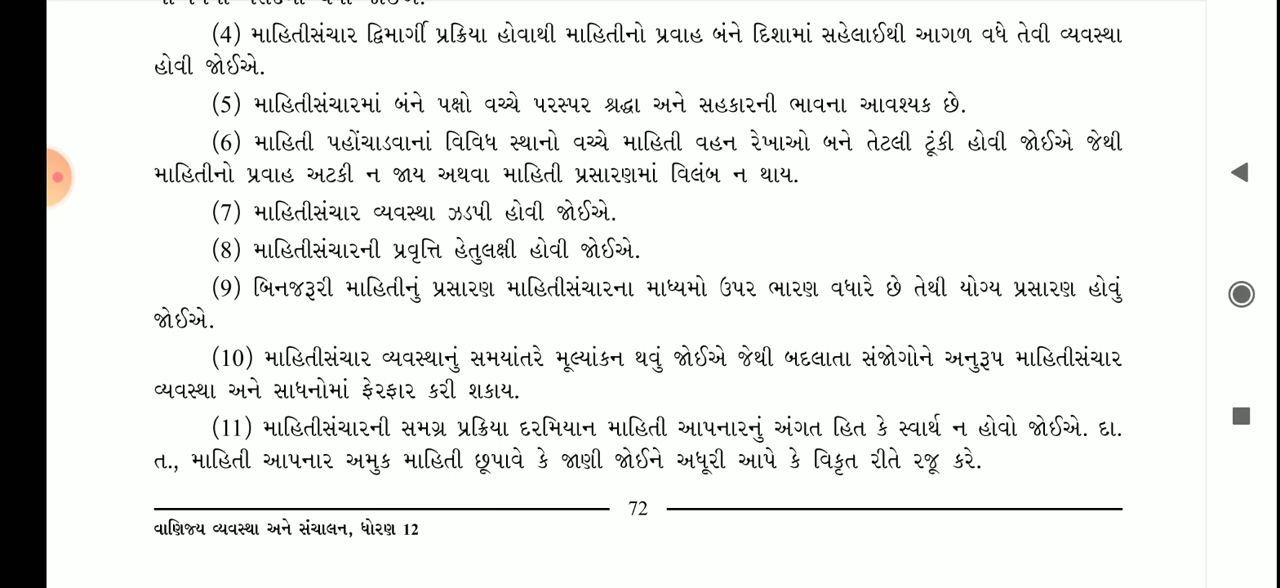 (4) માહિતીસંચાર દ્વિમાર્ગી પ્રક્રિયા હોવાથી માહિતીનો પ્રવાહ બંને દિશામાં સહેલાઈથી આગળ વધે તેવી વ્યવસ્થા
હોવી જોઈએ.
(5) માહિતીસંચારમાં બંને પક્ષો વચ્ચે પરસ્પર શ્રદ્ધા અને સહકારની ભાવના આવશ્યક છે.
(6) માહિતી પહોંચાડવાનાં વિવિધ સ્થાનો વચ્ચે માહિતી વહન રેખાઓ બને તેટલી ટૂંકી હોવી જોઈએ જેથી
માહિતીનો પ્રવાહ અટકી ન જાય અથવા માહિતી પ્રસારણમાં વિલંબ ન થાય.
(7) માહિતીસંચાર વ્યવસ્થા ઝડપી હોવી જોઈએ.
(8) માહિતીસંચારની પ્રવૃત્તિ હેતુલક્ષી હોવી જોઈએ.
(9) બિનજરૂરી માહિતીનું પ્રસારણ માહિતીસંચારના માધ્યમો ઉપર ભારણ વધારે છે તેથી યોગ્ય પ્રસારણ હોવું
જોઈએ.
(10) માહિતીસંચાર વ્યવસ્થાનું સમયાંતરે મૂલ્યાંકન થવું જોઈએ જેથી બદલાતા સંજોગોને અનુરૂપ માહિતીસંચાર
વ્યવસ્થા અને સાધનોમાં ફેરફાર કરી શકાય.
(11) માહિતીસંચારની સમગ્ર પ્રક્રિયા દરમિયાન માહિતી આપનારનું અંગત હિત કે સ્વાર્થ ન હોવો જોઈએ. દા.
ત., માહિતી આપનાર અમુક માહિતી છૂપાવે કે જાણી જોઈને અધૂરી આપે કે વિકૃત રીતે રજૂ કરે.
72
વાણિજ્ય વ્યવસ્થા અને સંચાલન, ધોરણ 12